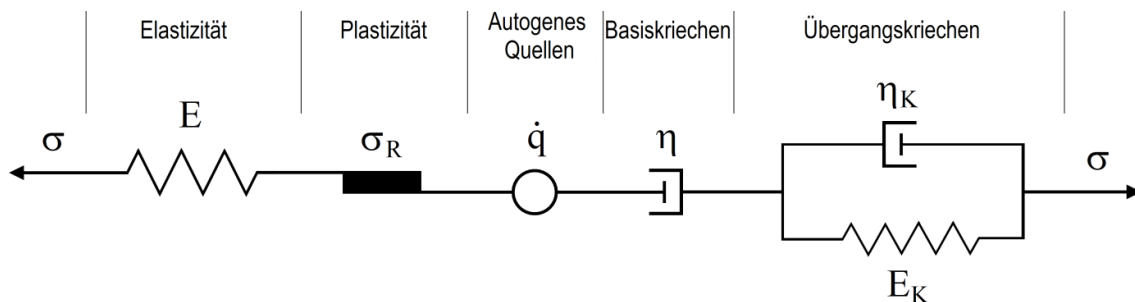 Elastizität
Plastizität
Autogenes
Quellen
Basiskriechen
Übergangskriechen
σ
E
σR
q̇
η
ηK
EK
σ